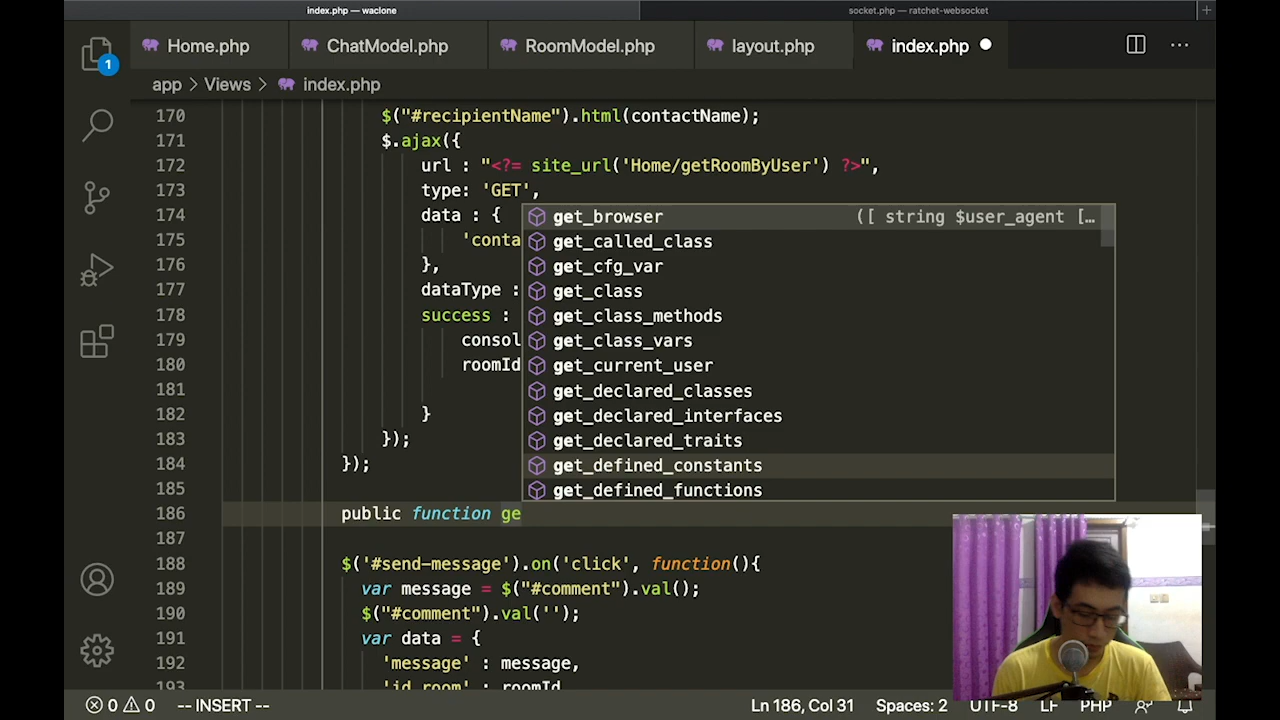 index.php — waclone
socket.php — ratchet-websocket
+
Home.php
ChatModel.php
RoomModel.php
layout.php
index.php
1
app > Views > index.php
170 $("#recipientName").html(contactName);
171 $.ajax({
172 url : "<?= site_url('Home/getRoomByUser') ?>",
173 type: 'GET',
174 data : {
175 'conta
176 },
177 dataType :
178 success :
179 consol
180 roomId
181
182 }
183 });
184 });
185
186 public function ge
187
188 $('#send-message').on('click', function(){
189 var message = $("#comment").val();
190 $("#comment").val('');
191 var data = {
192 'message' : message,
193 'id_room' : roomId
get_browser ([ string $user_agent […
get_called_class
get_cfg_var
get_class
get_class_methods
get_class_vars
get_current_user
get_declared_classes
get_declared_interfaces
get_declared_traits
get_defined_constants
get_defined_functions
0 0 -- INSERT -- Ln 186, Col 31 Spaces: 2 UTF-8 LF PHP